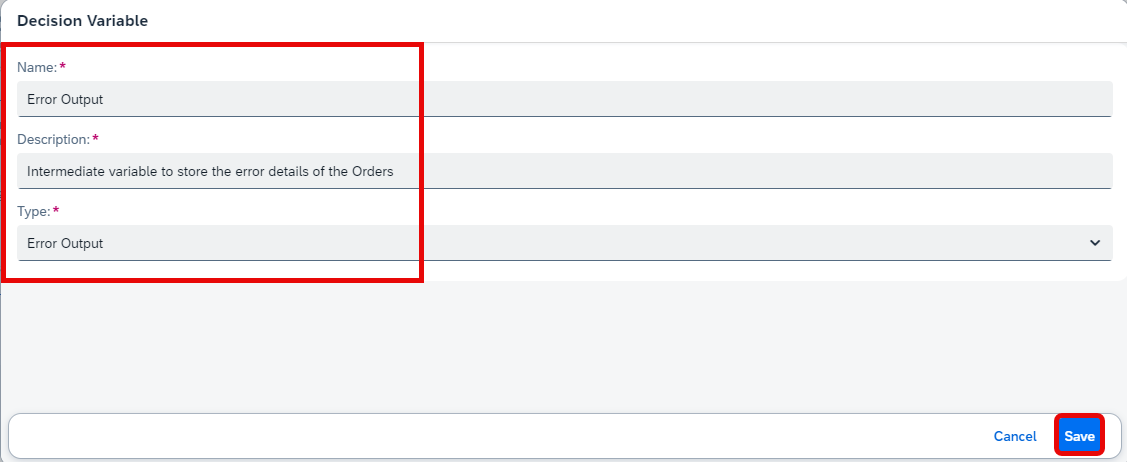 Decision Variable
Name:*
Error Output
Description:*
Intermediate variable to store the error details of the Orders
Type:*
Error Output
Cancel Save